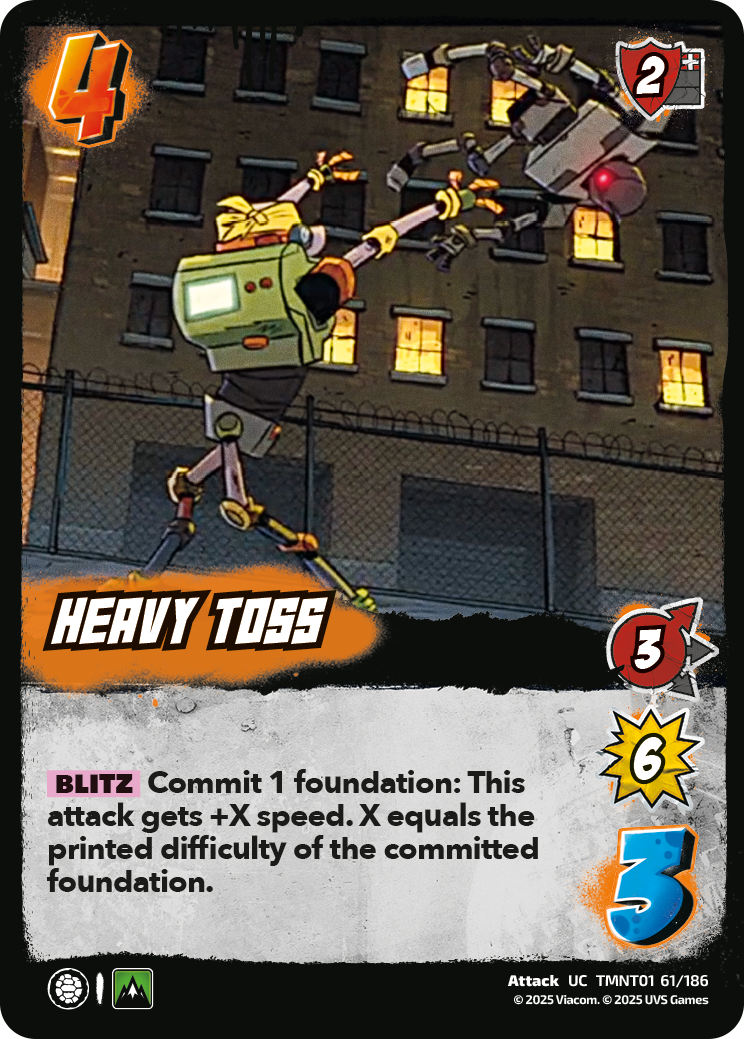 4
2
HEAVY TOSS
3
6
BLITZ Commit 1 foundation: This
attack gets +X speed. X equals the
printed difficulty of the committed
foundation.
3
Attack UC TMNT01 61/186
© 2025 Viacom. © 2025 UVS Games